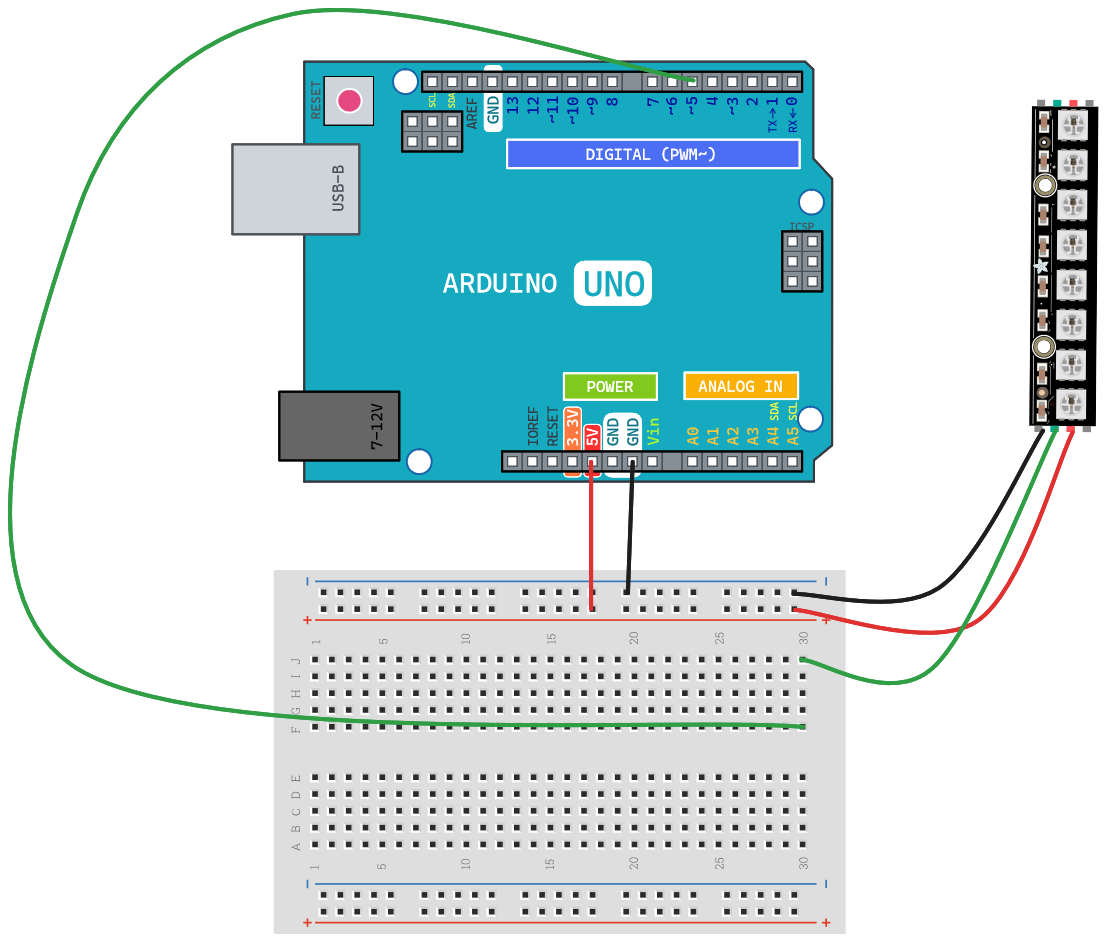 RESET
SCL
SDA
AREF
GND
13
12
~11
~10
~9
8
7
~6
~5
4
~3
2
TX→1
RX←0
DIGITAL (PWM~)
USB-B
ICSP
ARDUINO UNO
POWER
ANALOG IN
7-12V
IOREF
RESET
3.3V
5V
GND
GND
Vin
A0
A1
A2
A3
A4 SDA
A5 SCL
- -
+ +
1 5 10 15 20 25 30
J
I
H
G
F
E
D
C
B
A
1 5 10 15 20 25 30
- -
+ +